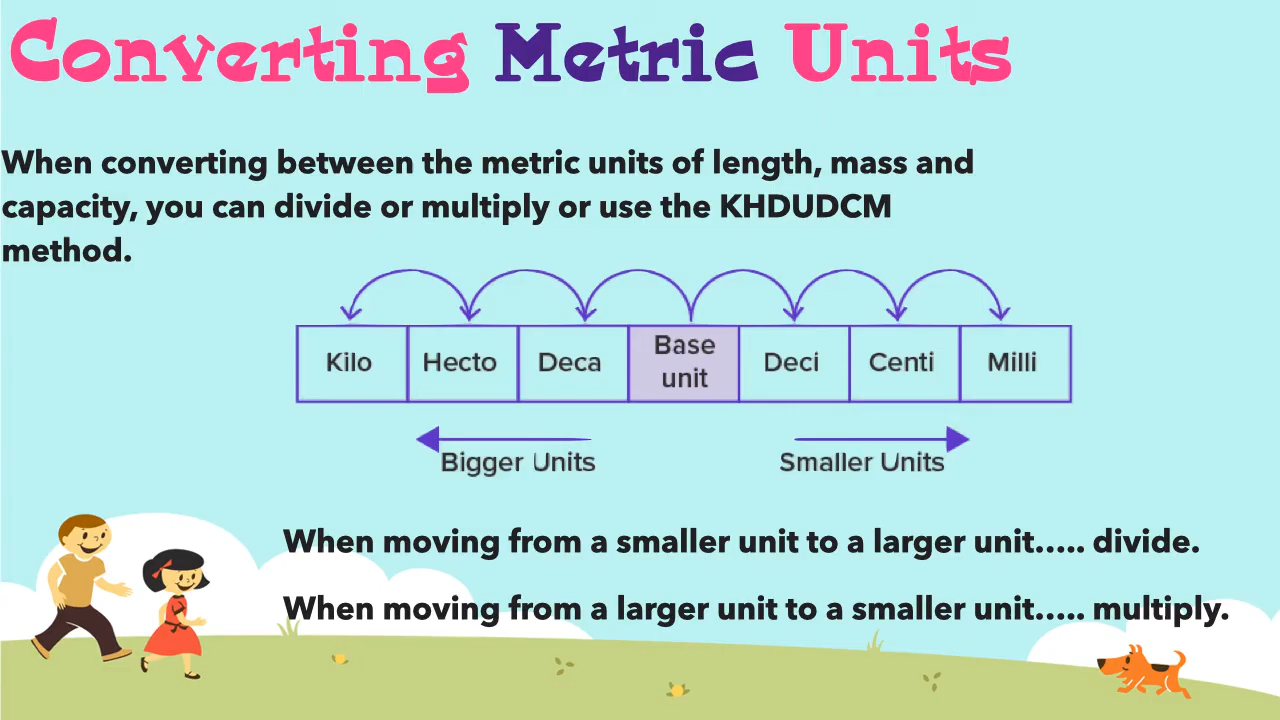 Converting Metric Units
When converting between the metric units of length, mass and
capacity, you can divide or multiply or use the KHDUDCM
method.
Kilo Hecto Deca Base unit Deci Centi Milli
Bigger Units Smaller Units
When moving from a smaller unit to a larger unit..... divide.
When moving from a larger unit to a smaller unit..... multiply.